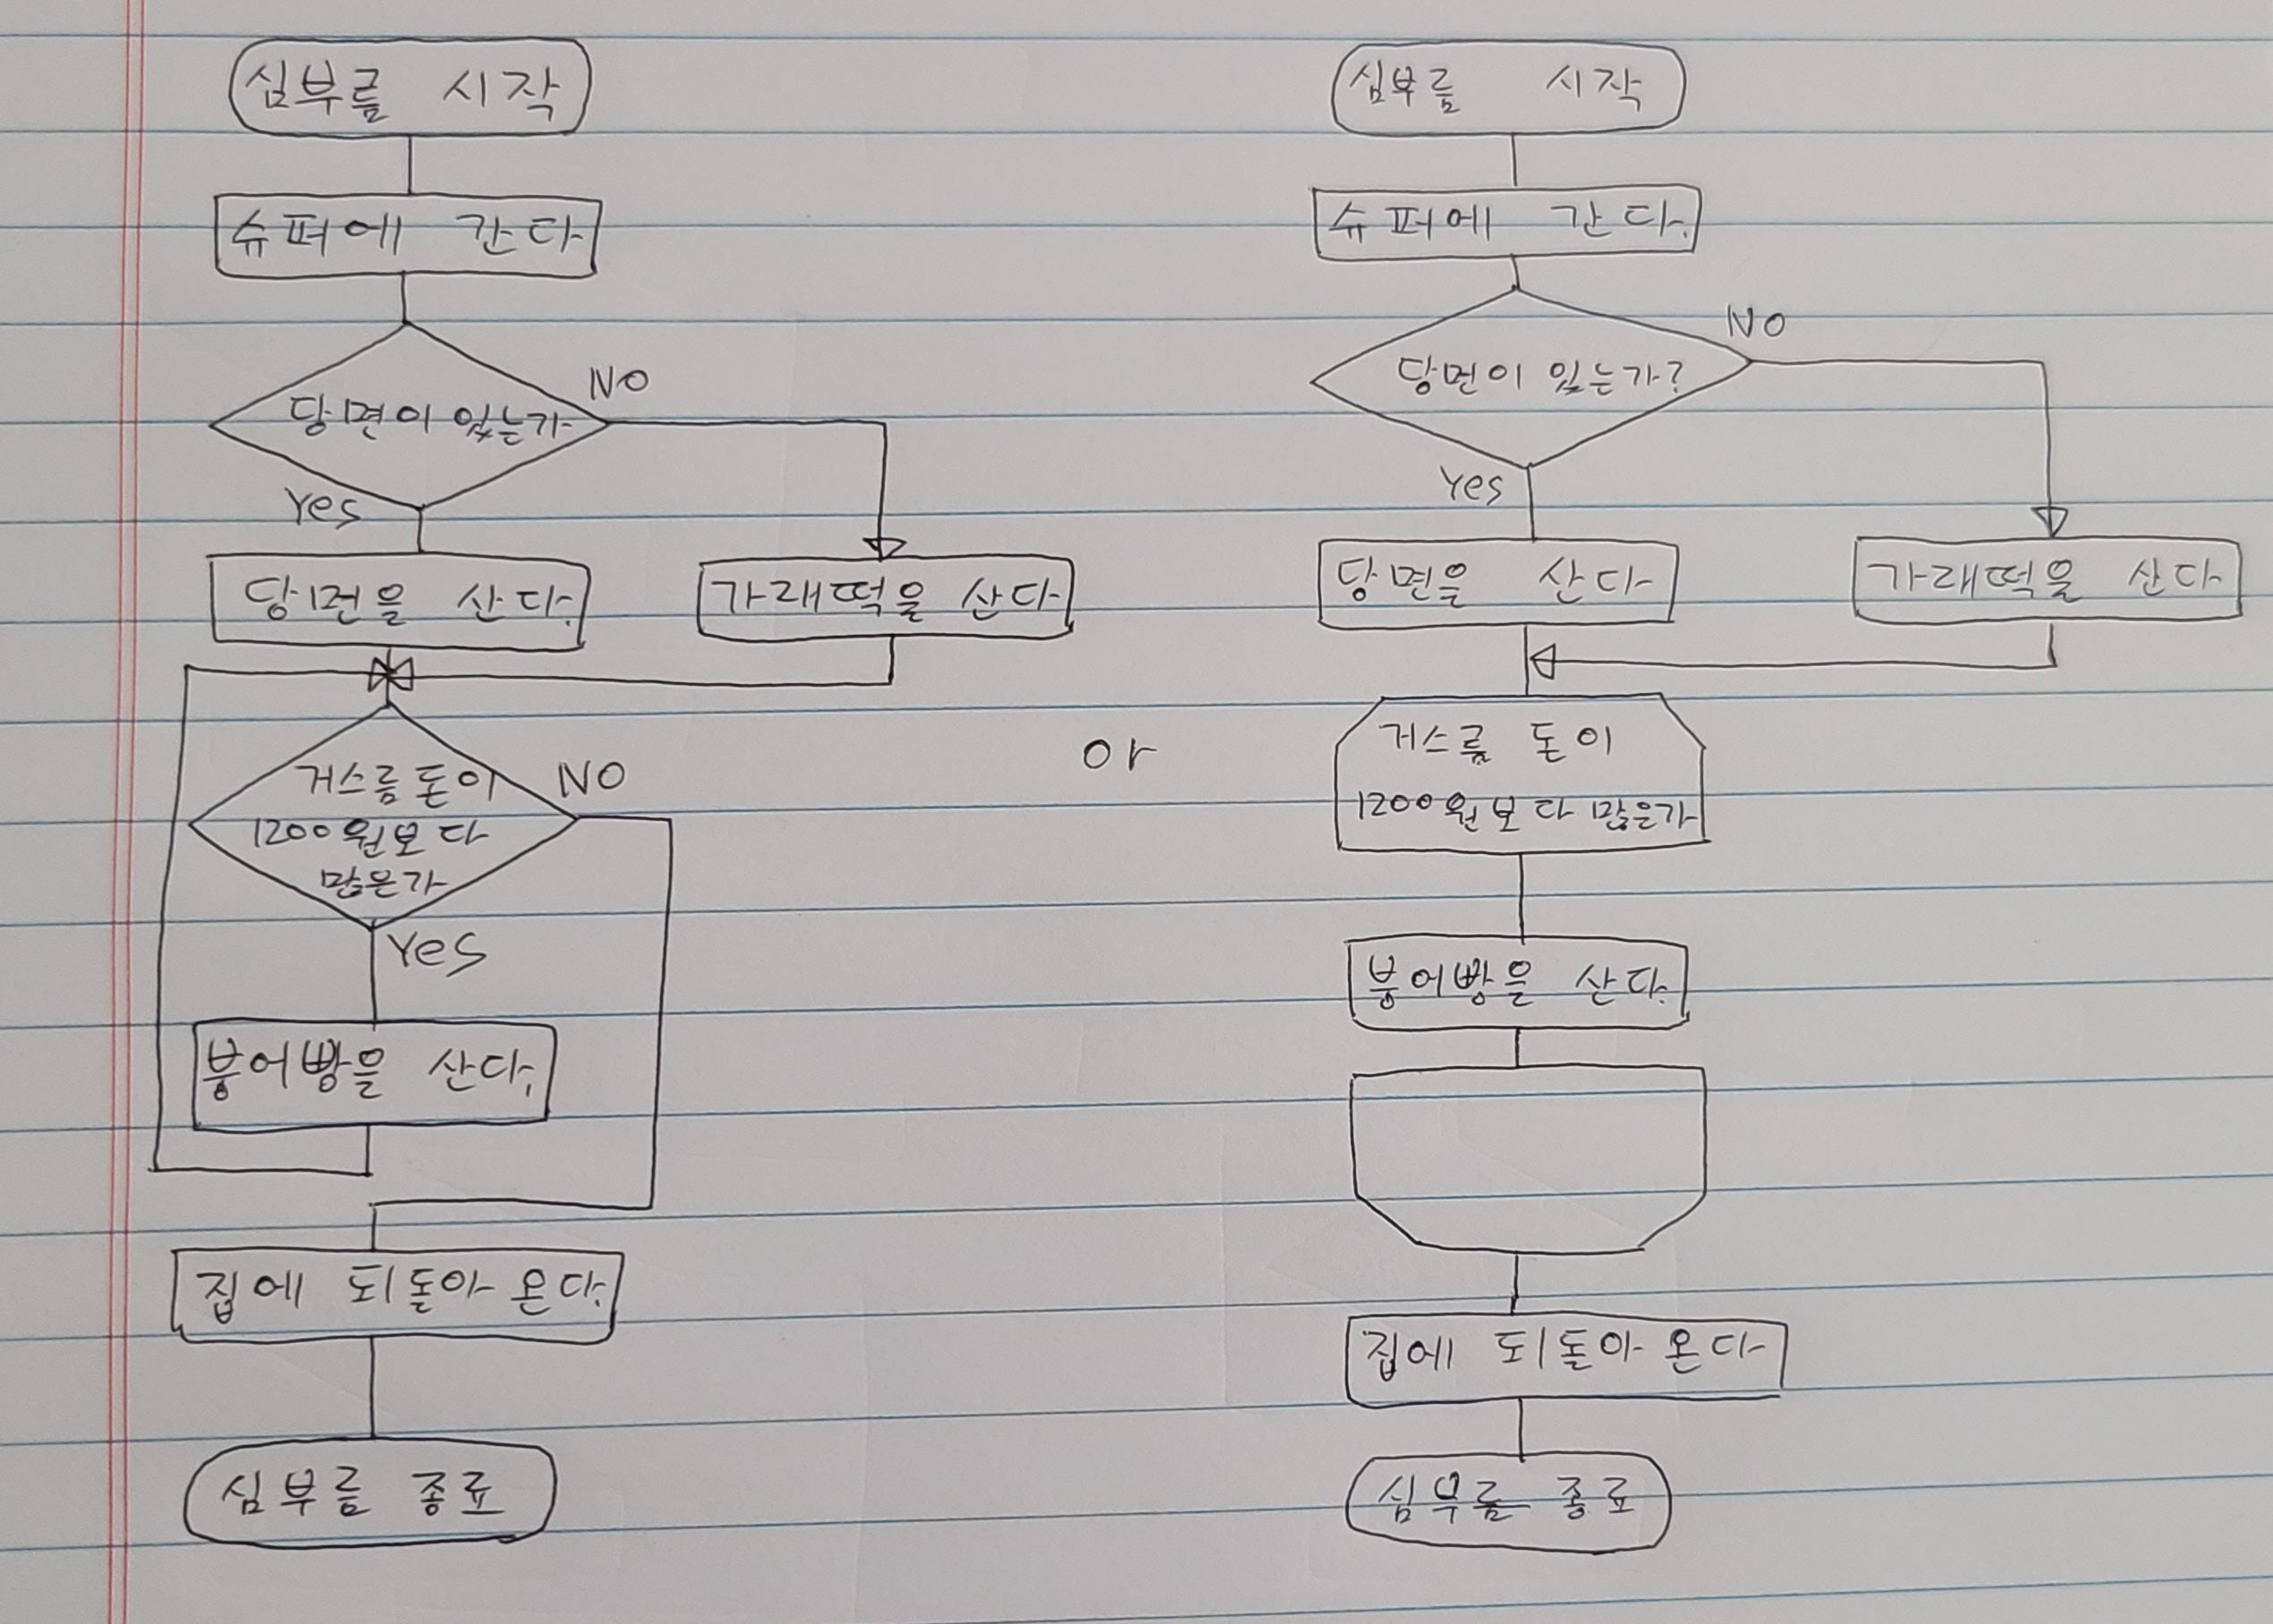 심부름 시작
슈퍼에 간다
당면이 있는가
NO
Yes
당면을 산다.
가래떡을 산다
거스름 돈이
1200원보다
많은가
NO
Yes
붕어빵을 산다.
집에 되돌아 온다.
심부름 종료
or
심부름 시작
슈퍼에 간다.
당면이 있는가?
NO
Yes
당면을 산다
가래떡을 산다
거스름 돈이
1200원보다 많은가
붕어빵을 산다.
집에 되돌아 온다
심부름 종료